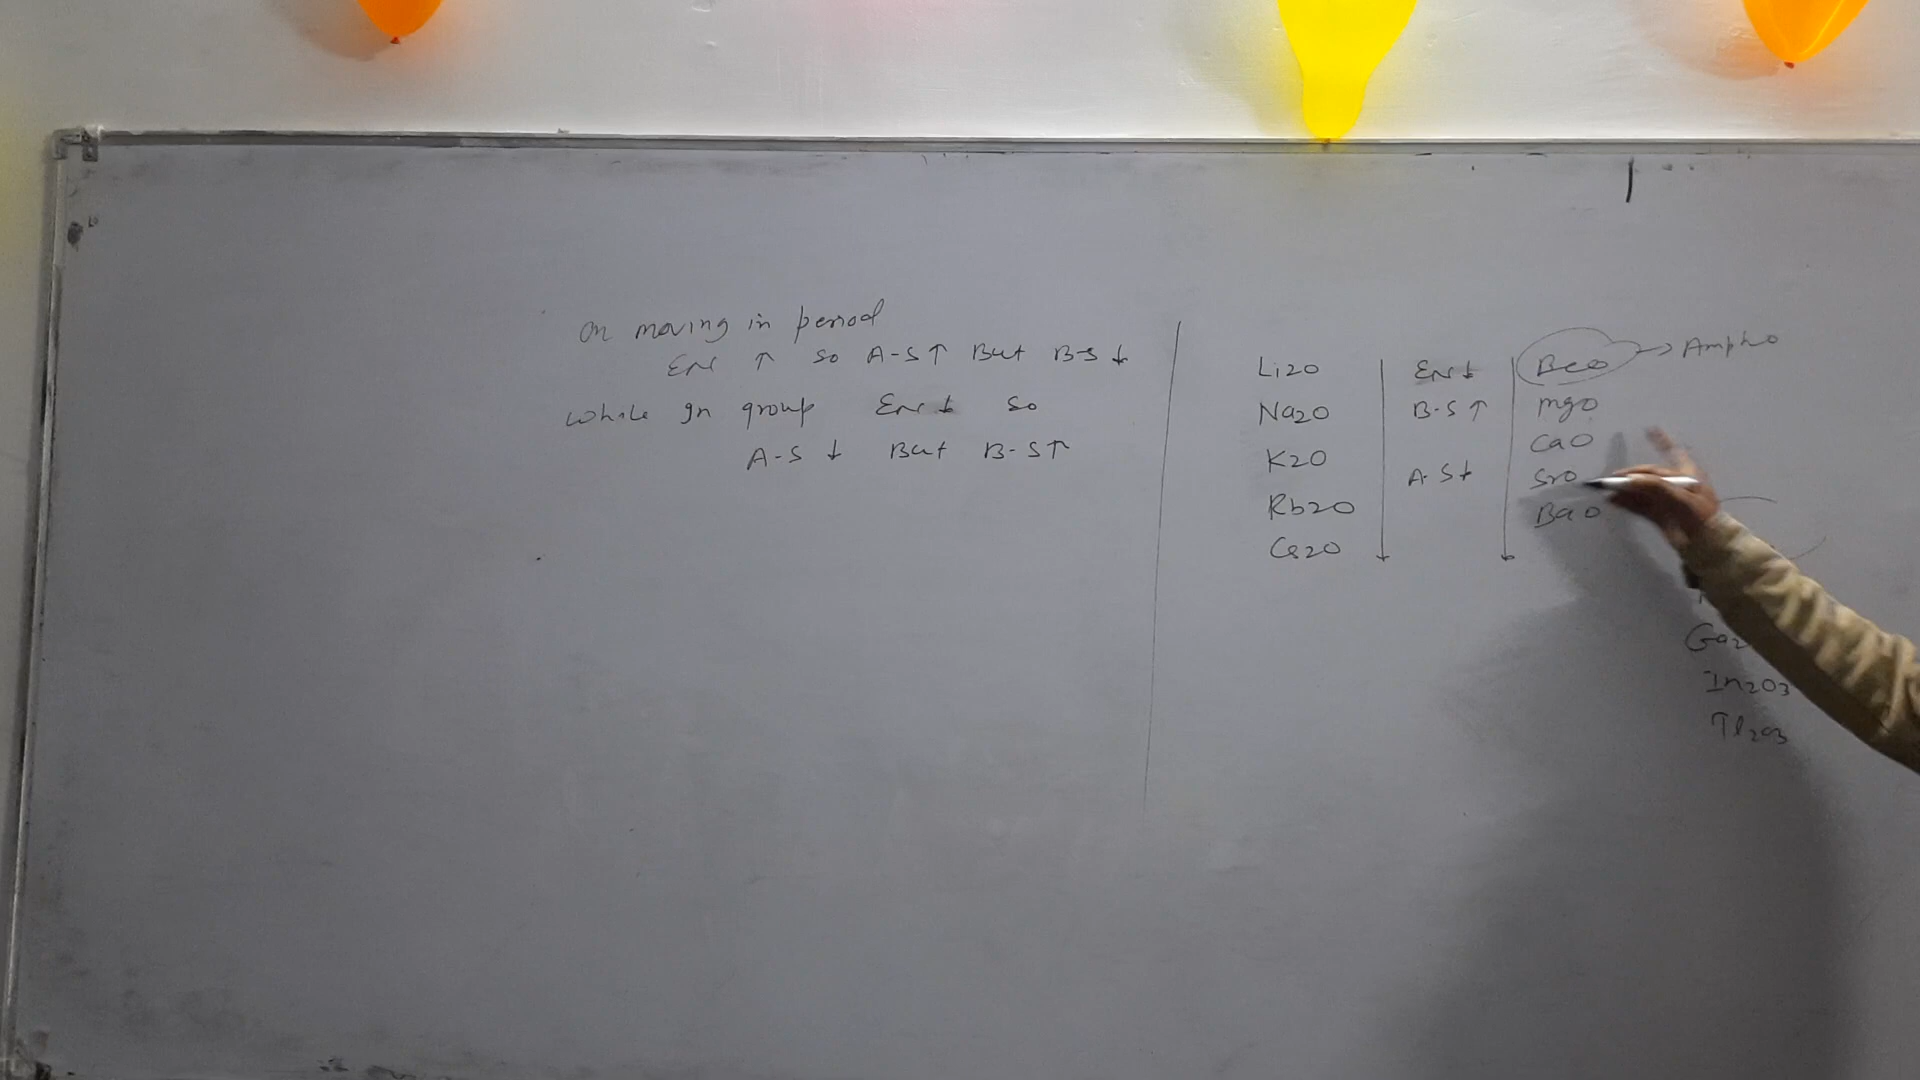 on moving in period
EN ↑ so A-S ↑ But B-S ↓
while In group EN ↓ so
A-S ↓ But B-S ↑
Li2O
Na2O
K2O
Rb2O
Cs2O
EN ↓
B-S ↑
A-S ↓
BeO → Ampho
MgO
CaO
SrO
BaO
Ga2
In2O3
Tl2O3